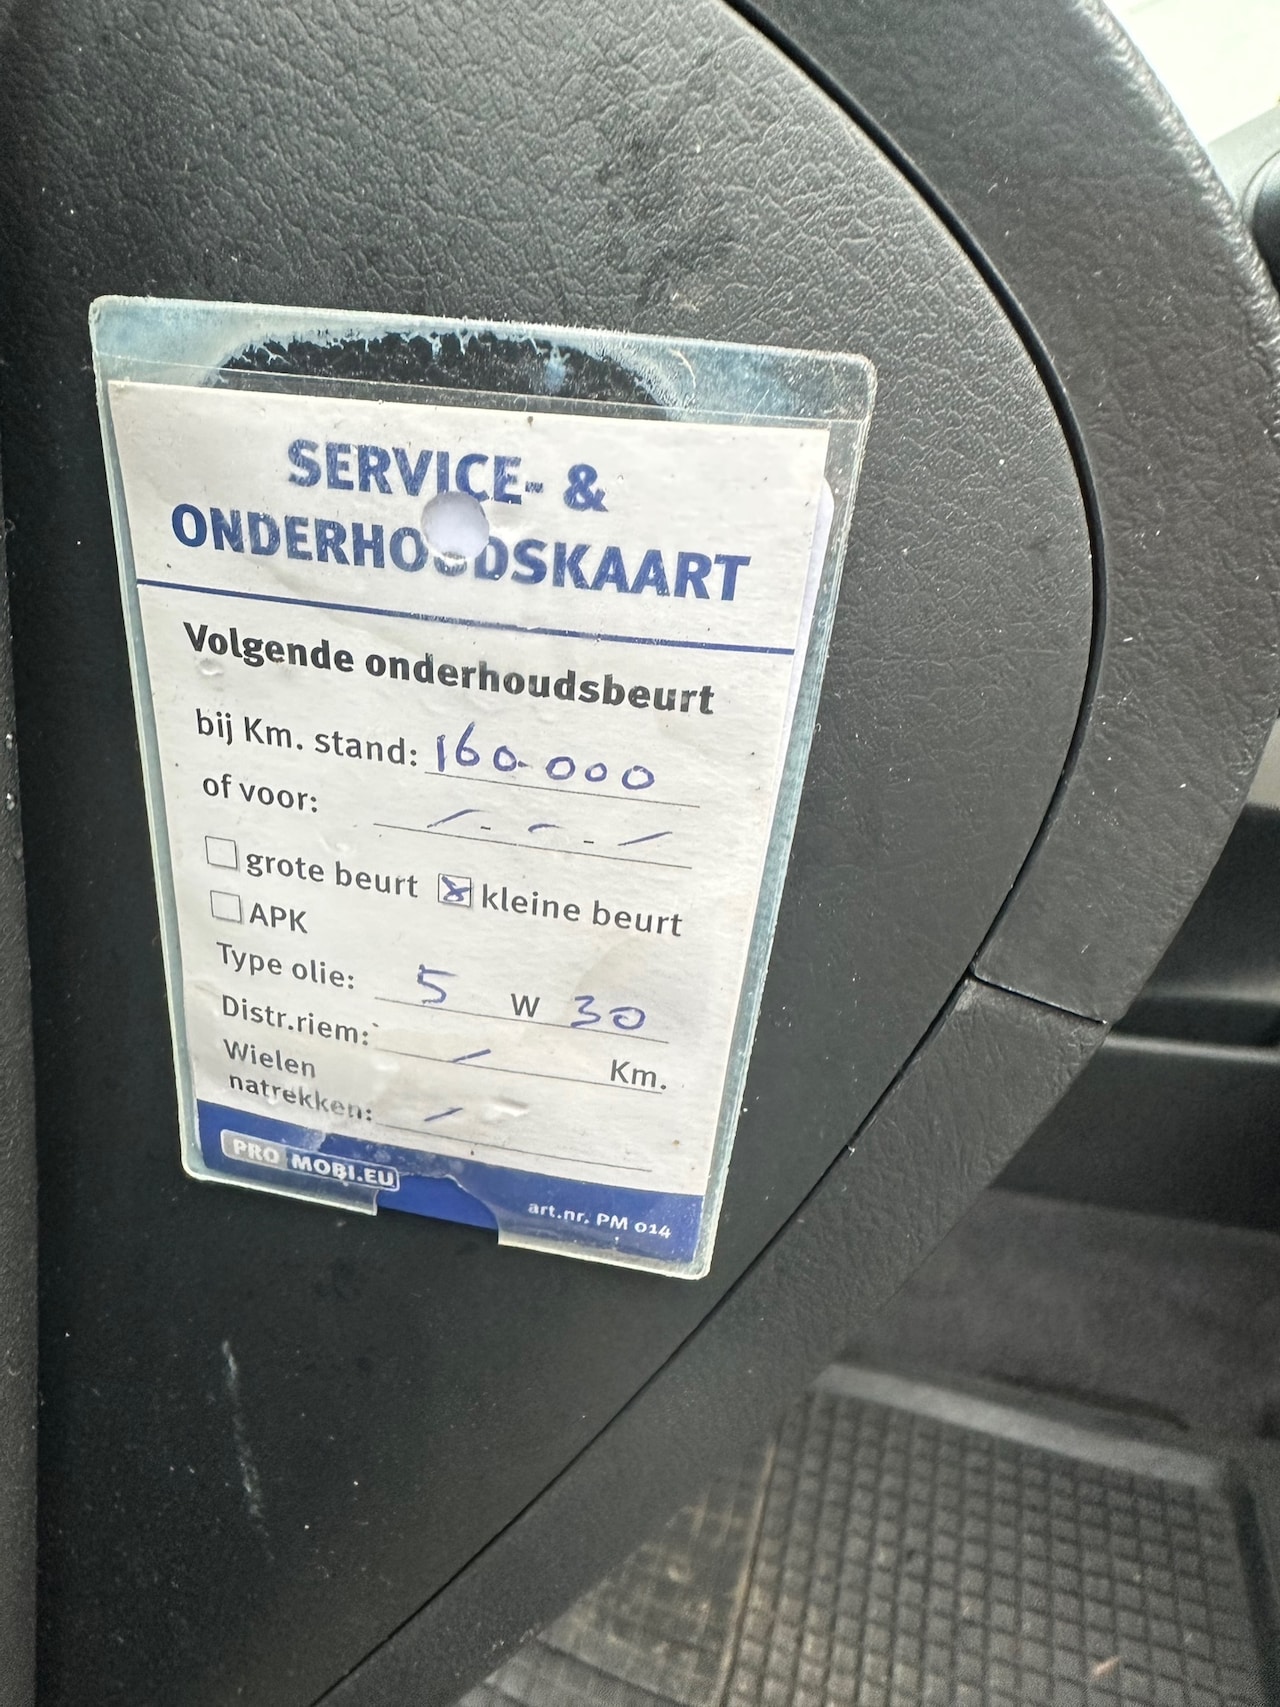 SERVICE- &
ONDERHOUDSKAART
Volgende onderhoudsbeurt
bij Km. stand: 160.000
of voor: / - - - /
☐ grote beurt ☒ kleine beurt
☐ APK
Type olie: 5 W 30
Distr.riem: / Km.
Wielen
natrekken: /
PRO MOBI.EU
art.nr. PM 014